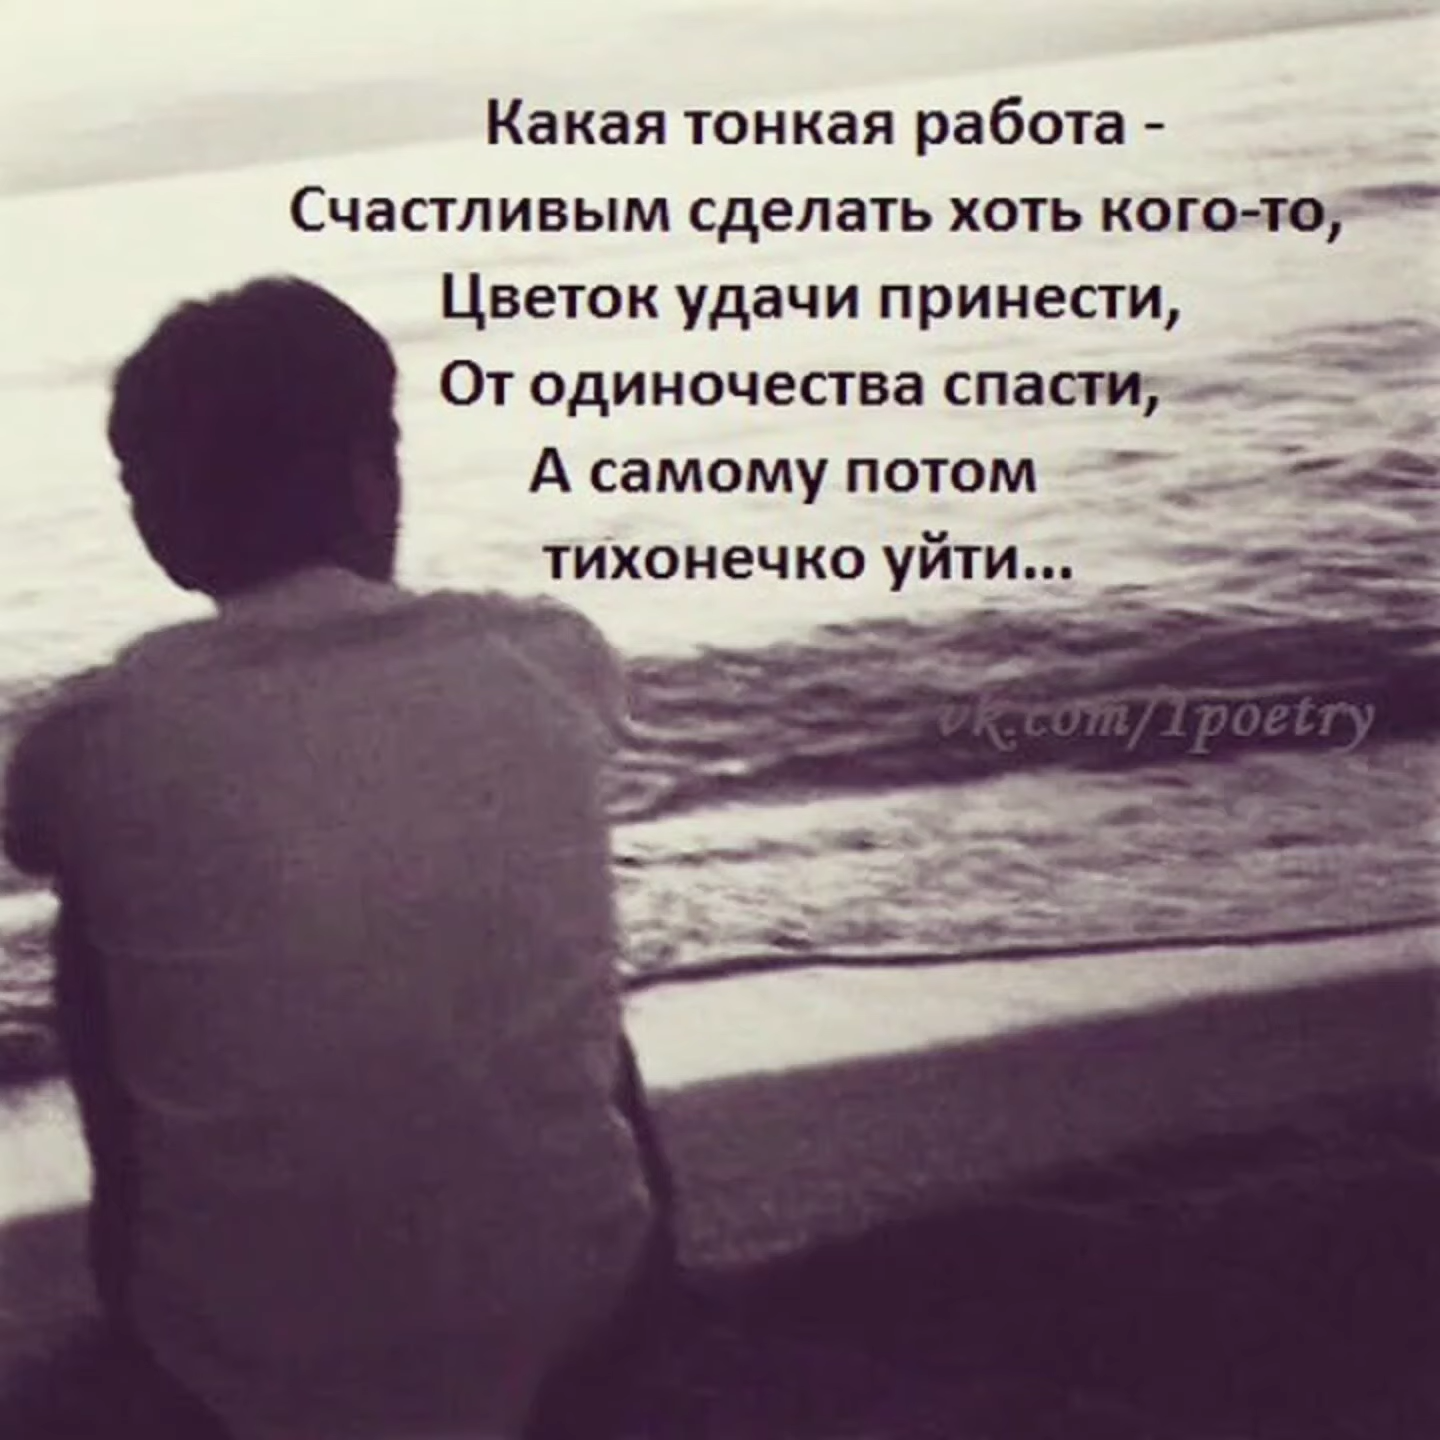 Какая тонкая работа -
Счастливым сделать хоть кого-то,
Цветок удачи принести,
От одиночества спасти,
А самому потом
тихонечко уйти...
vk.com/1poetry